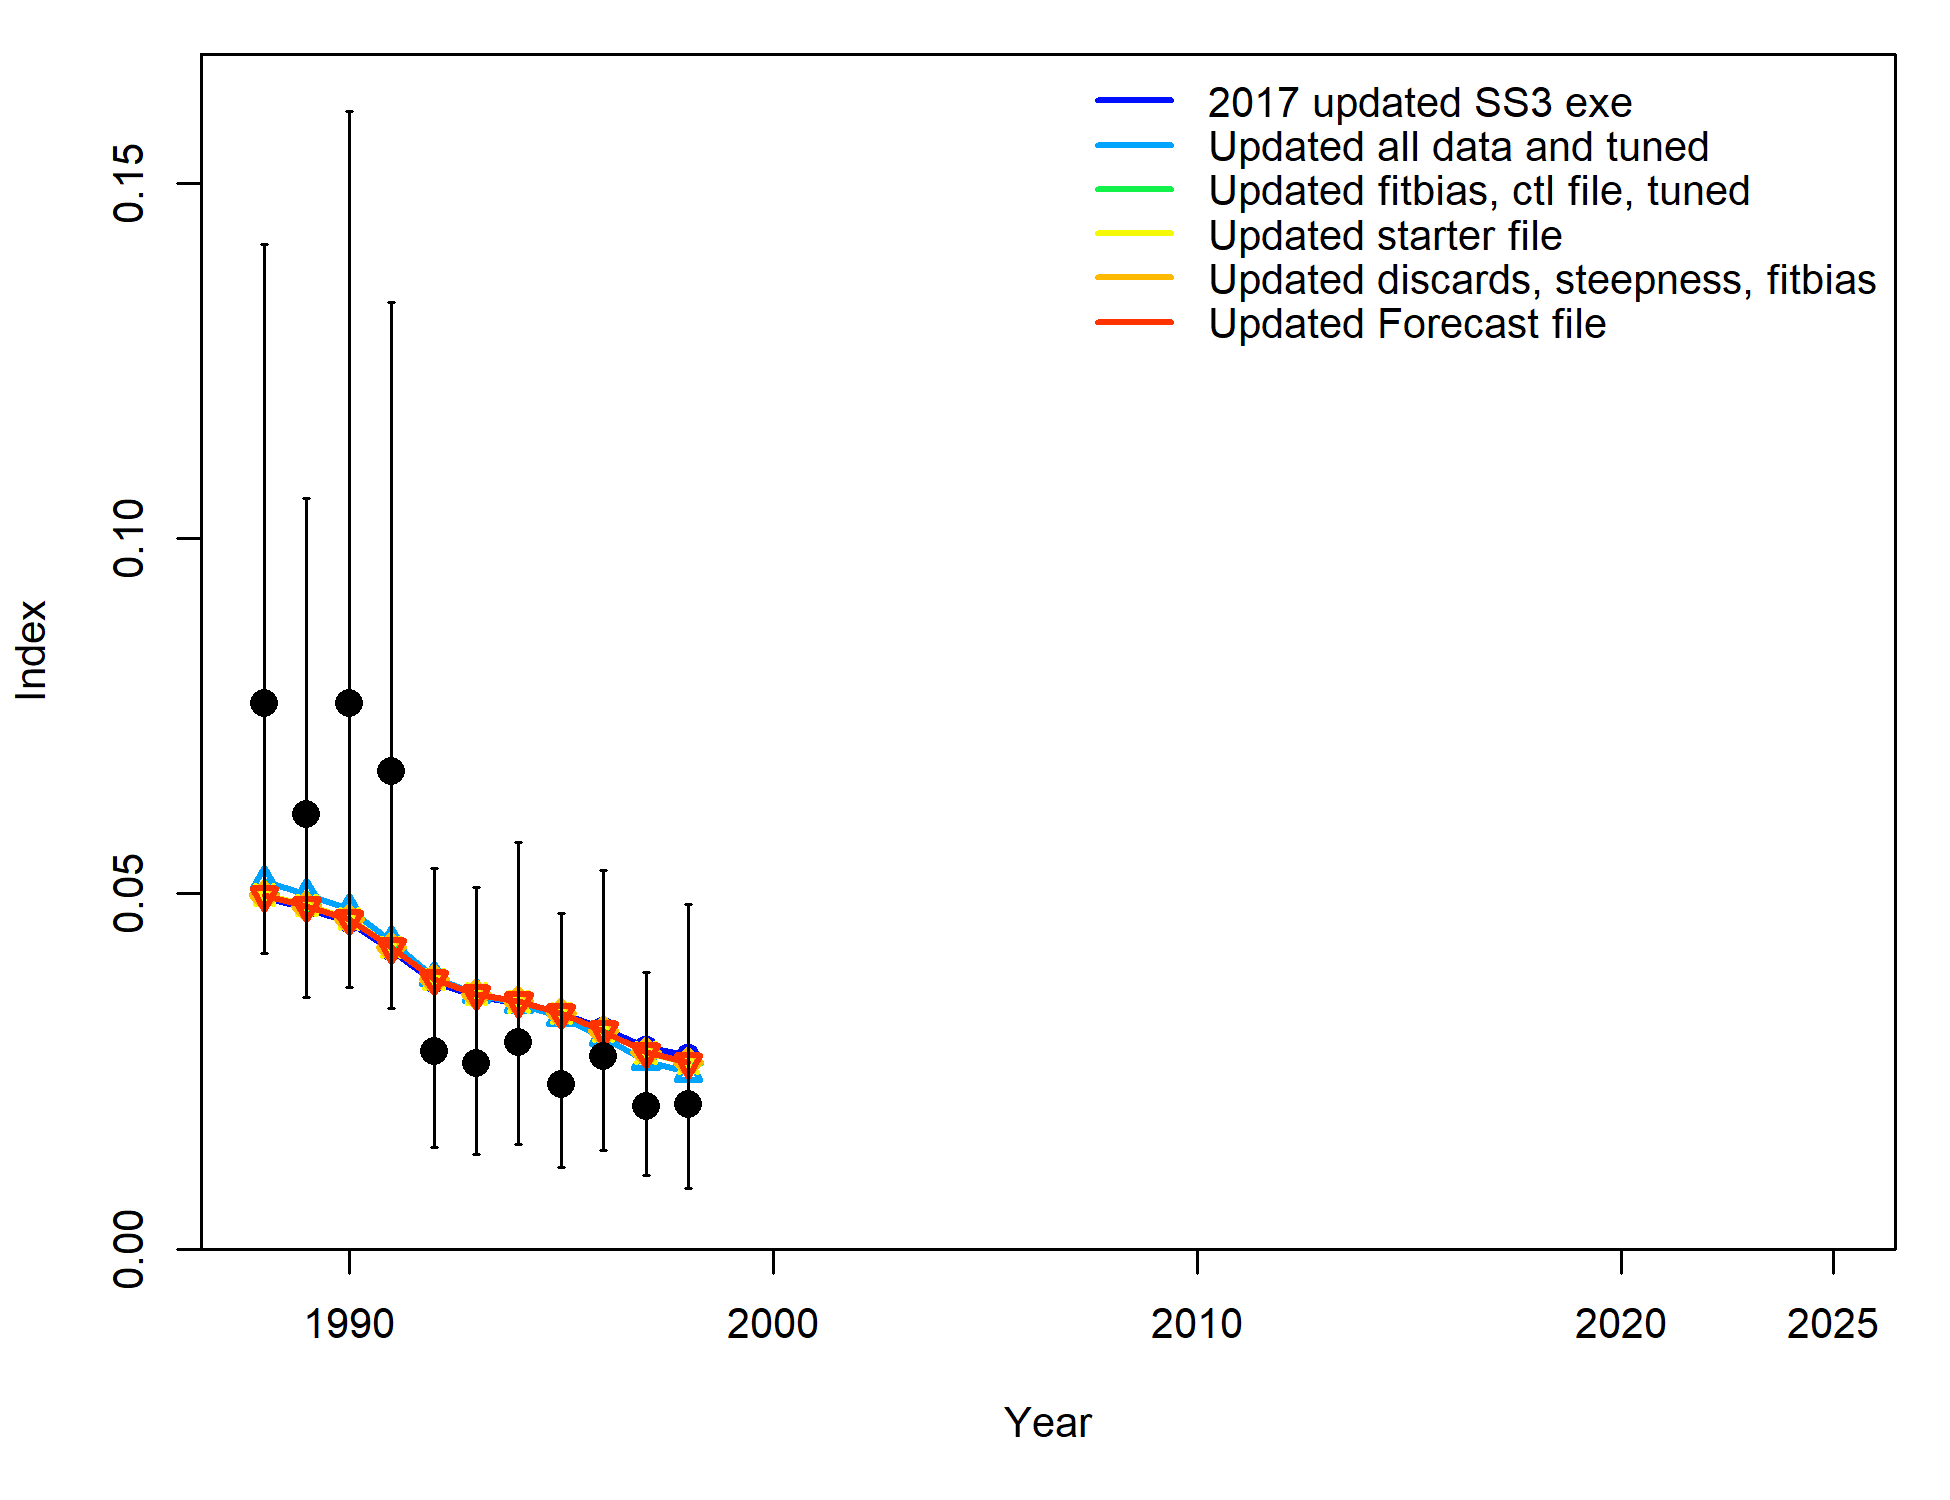 2017 updated SS3 exe
Updated all data and tuned
Updated fitbias, ctl file, tuned
Updated starter file
Updated discards, steepness, fitbias
Updated Forecast file
0.15
0.10
0.05
0.00
Index
1990 2000 2010 2020 2025
Year